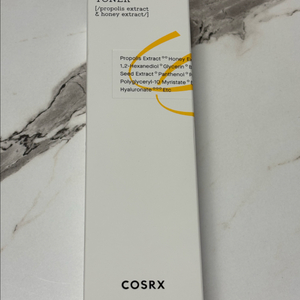 TONER
[/propolis extract
& honey extract/]
Propolis Extract Honey
1,2-Hexanediol Glycerin
Seed Extract Panthenol
Polyglyceryl-10 Myristate
Hyaluronate Etc
COSRX